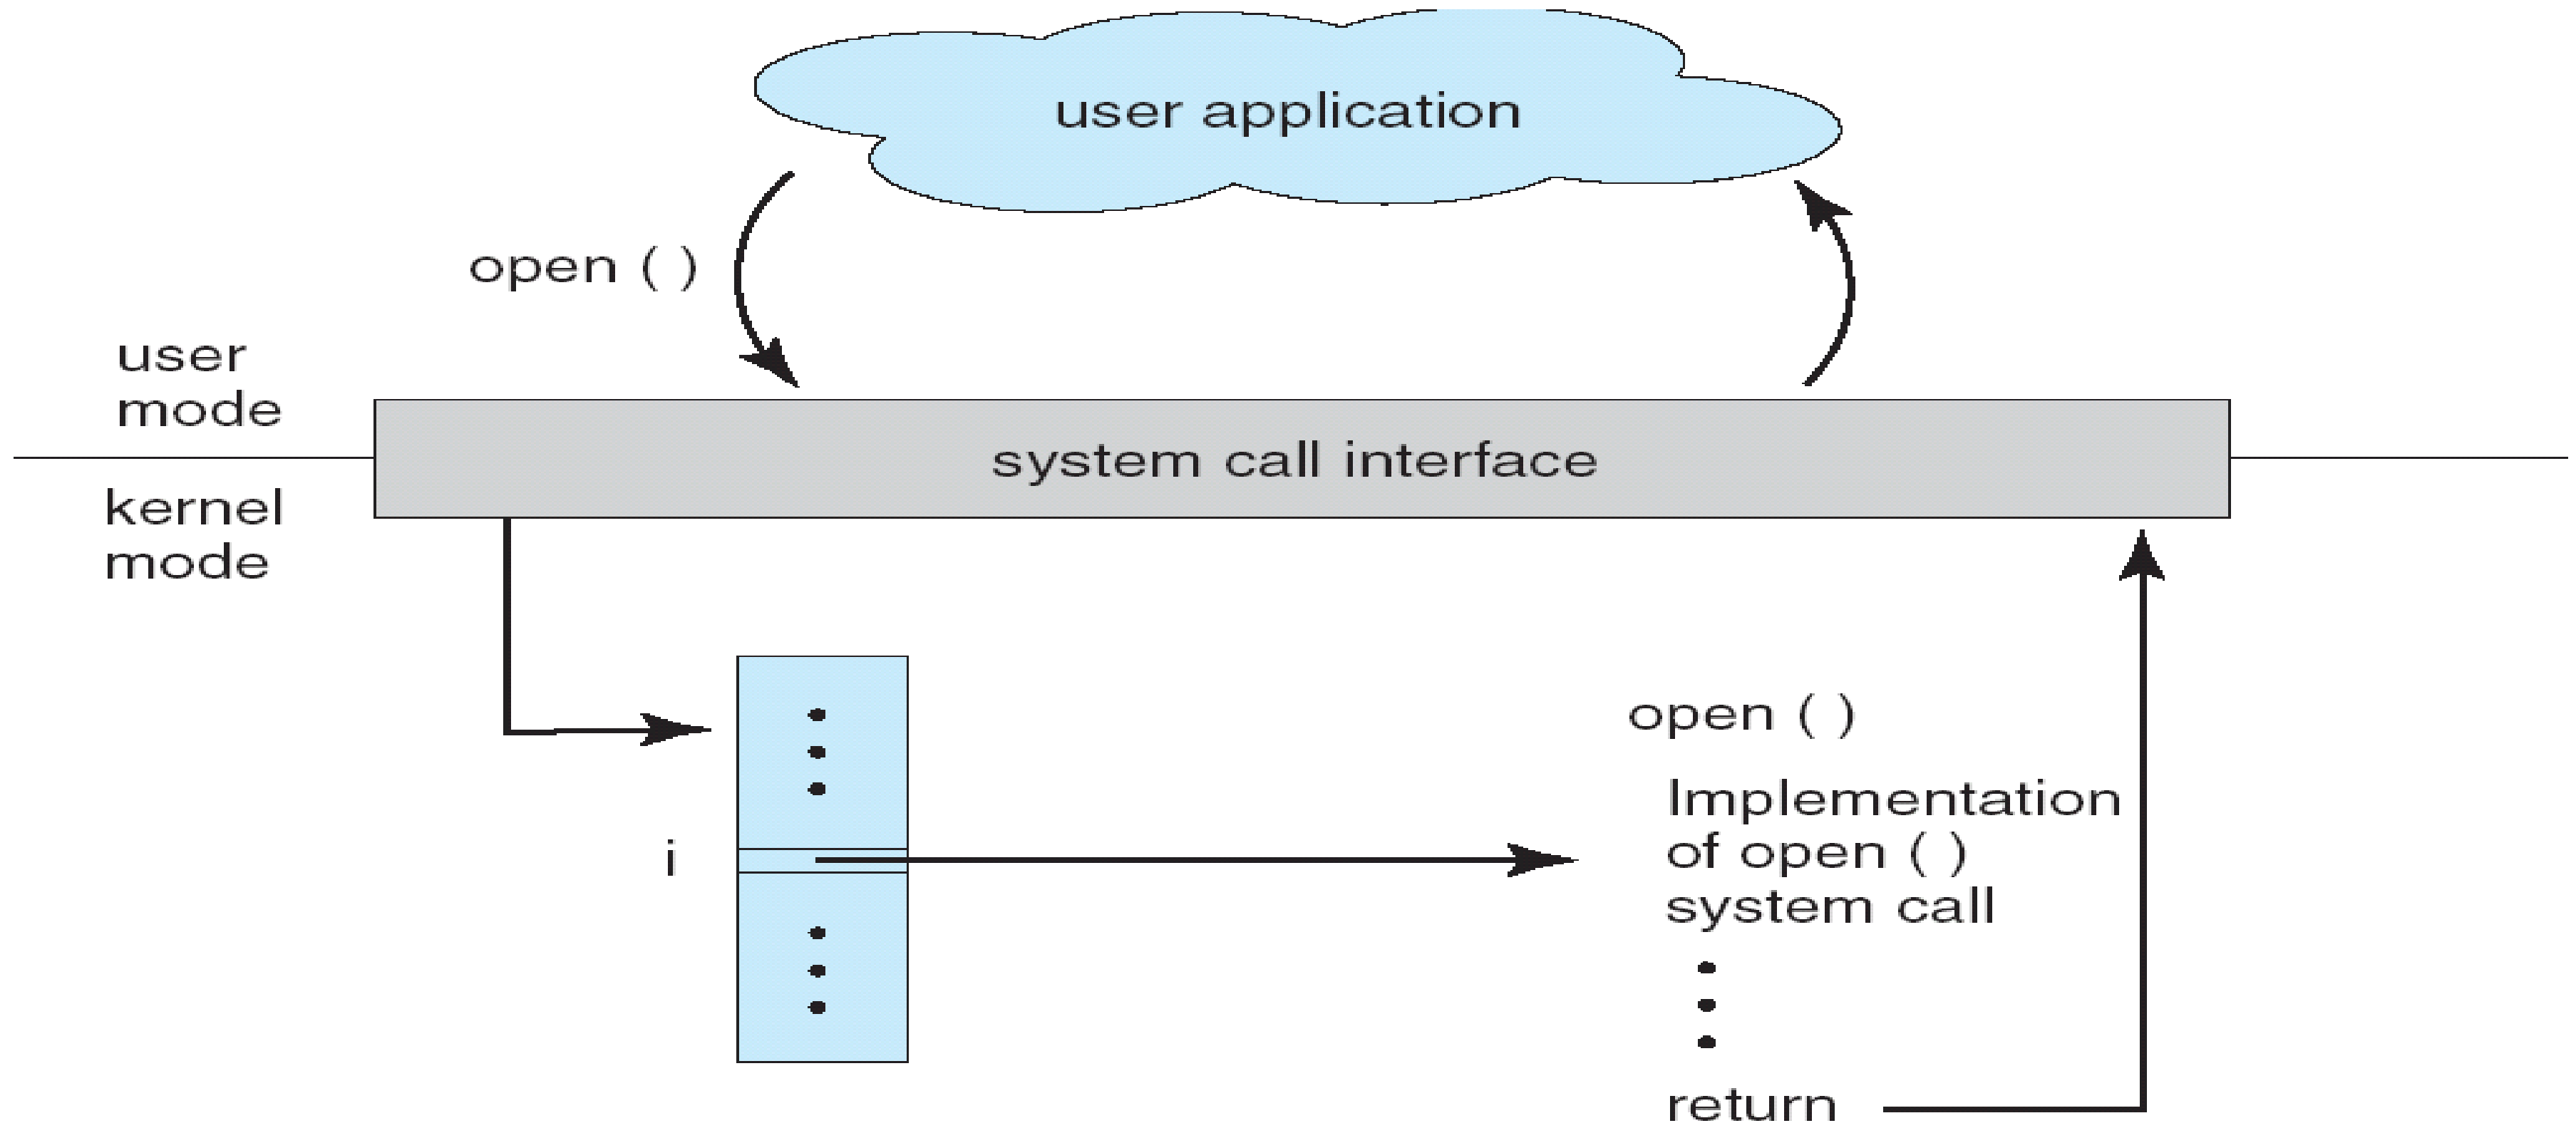 user application
open ( )
user
mode
system call interface
kernel
mode
open ( )
i
Implementation
of open ( )
system call
return